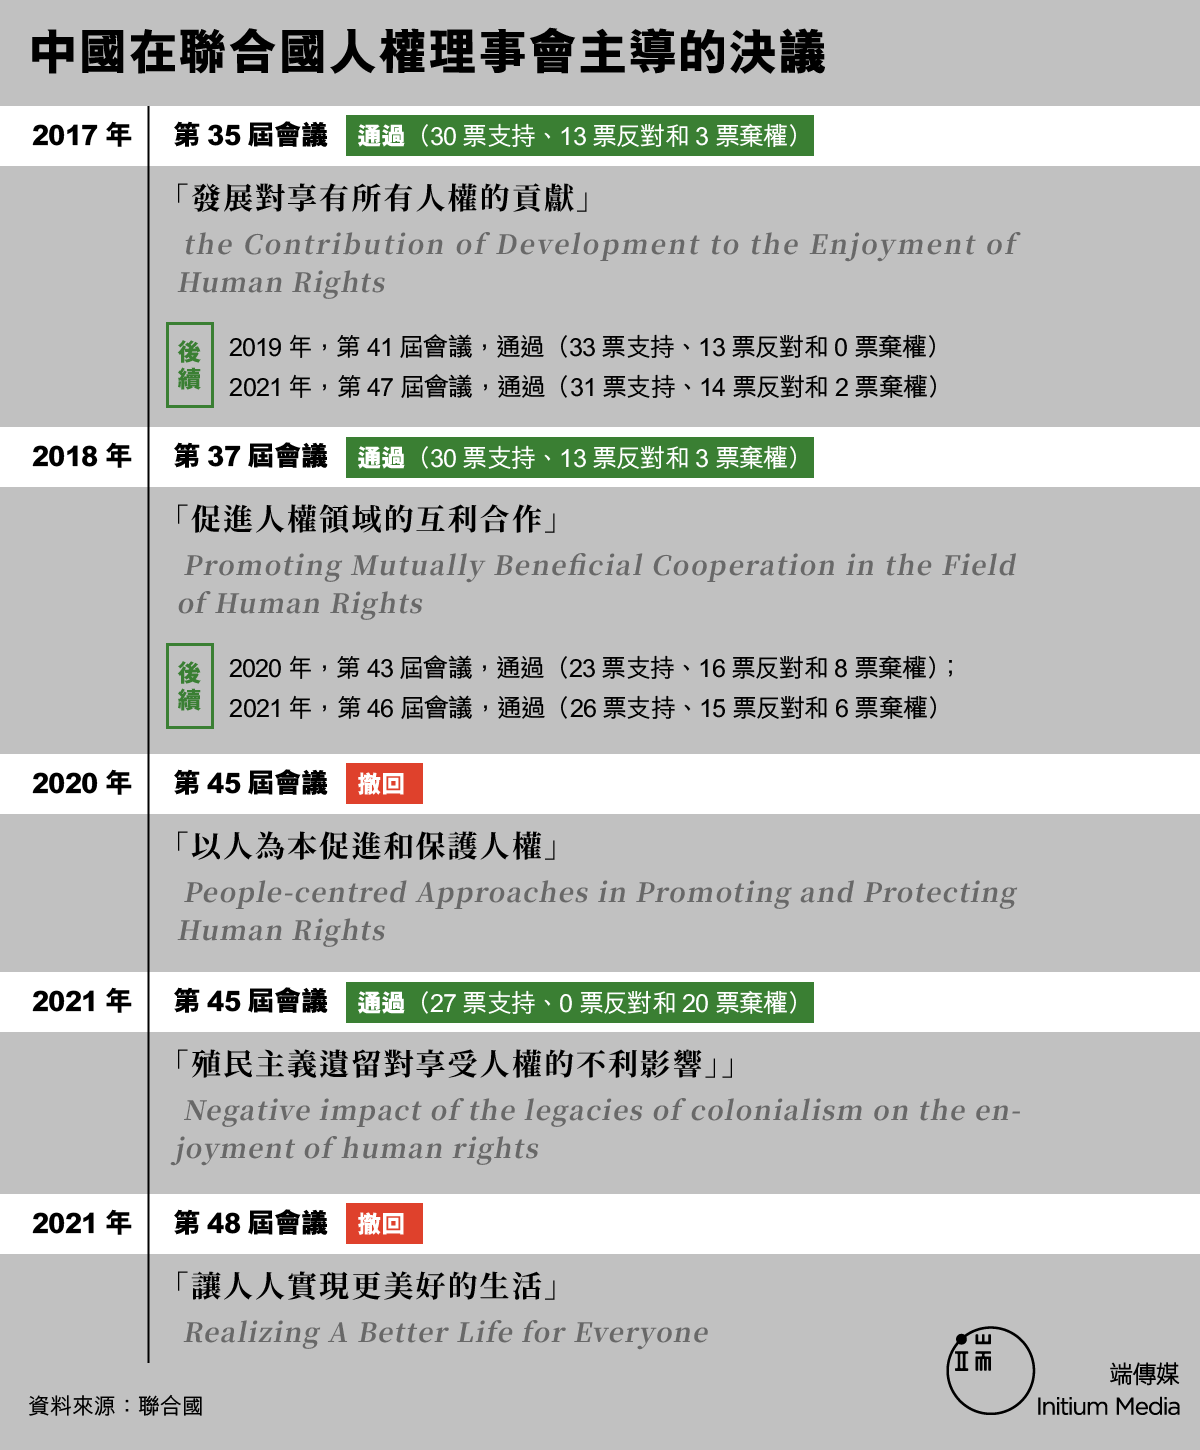 中國在聯合國人權理事會主導的決議
2017 年
第 35 屆會議 通過（30 票支持、13 票反對和 3 票棄權）
「發展對享有所有人權的貢獻」
the Contribution of Development to the Enjoyment of
Human Rights
後續
2019 年，第 41 屆會議，通過（33 票支持、13 票反對和 0 票棄權）
2021 年，第 47 屆會議，通過（31 票支持、14 票反對和 2 票棄權）
2018 年
第 37 屆會議 通過（30 票支持、13 票反對和 3 票棄權）
「促進人權領域的互利合作」
Promoting Mutually Beneficial Cooperation in the Field
of Human Rights
後續
2020 年，第 43 屆會議，通過（23 票支持、16 票反對和 8 票棄權）；
2021 年，第 46 屆會議，通過（26 票支持、15 票反對和 6 票棄權）
2020 年
第 45 屆會議 撤回
「以人為本促進和保護人權」
People-centred Approaches in Promoting and Protecting
Human Rights
2021 年
第 45 屆會議 通過（27 票支持、0 票反對和 20 票棄權）
「殖民主義遺留對享受人權的不利影響」」
Negative impact of the legacies of colonialism on the en-
joyment of human rights
2021 年
第 48 屆會議 撤回
「讓人人實現更美好的生活」
Realizing A Better Life for Everyone
資料來源：聯合國
端
端傳媒
Initium Media